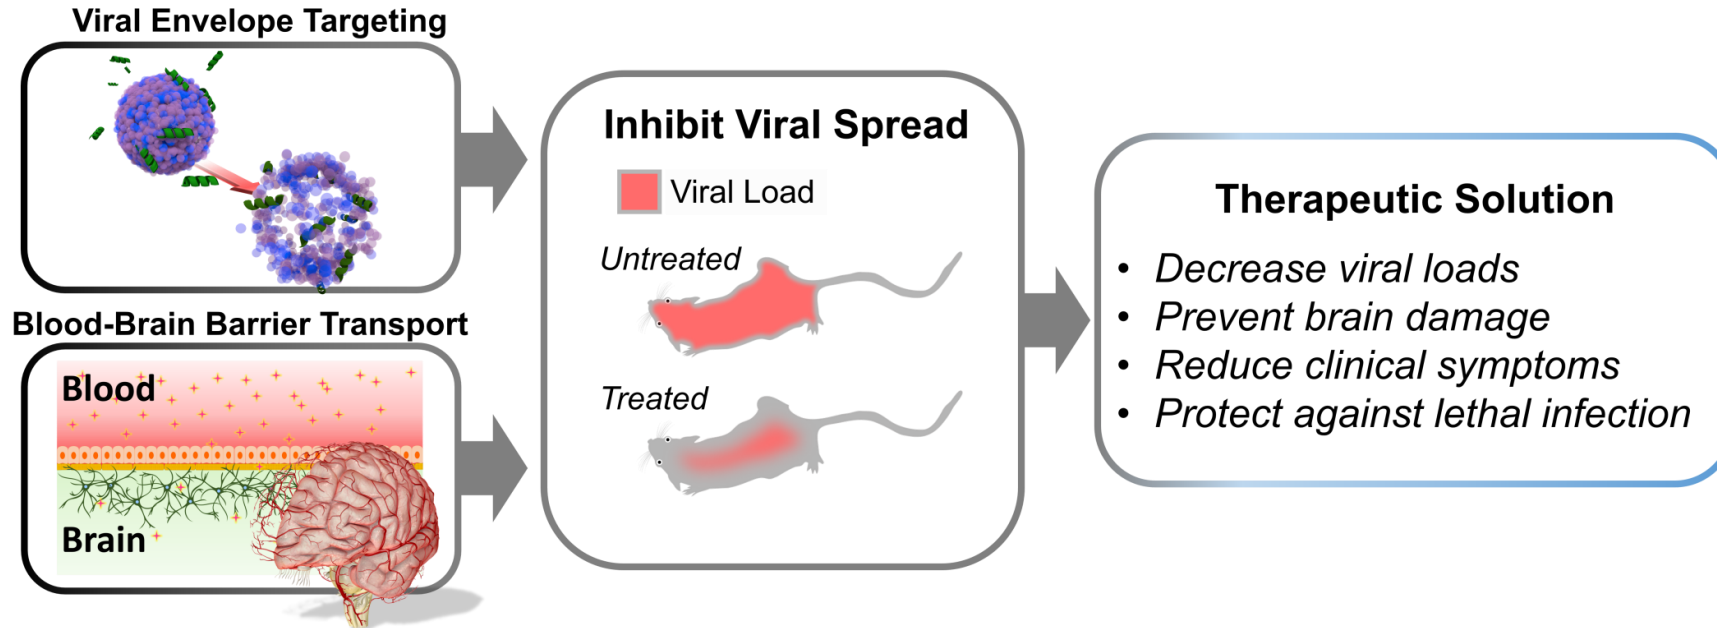 Viral Envelope Targeting
Blood-Brain Barrier Transport
Blood
Brain
Inhibit Viral Spread
Viral Load
Untreated
Treated
Therapeutic Solution
• Decrease viral loads
• Prevent brain damage
• Reduce clinical symptoms
• Protect against lethal infection